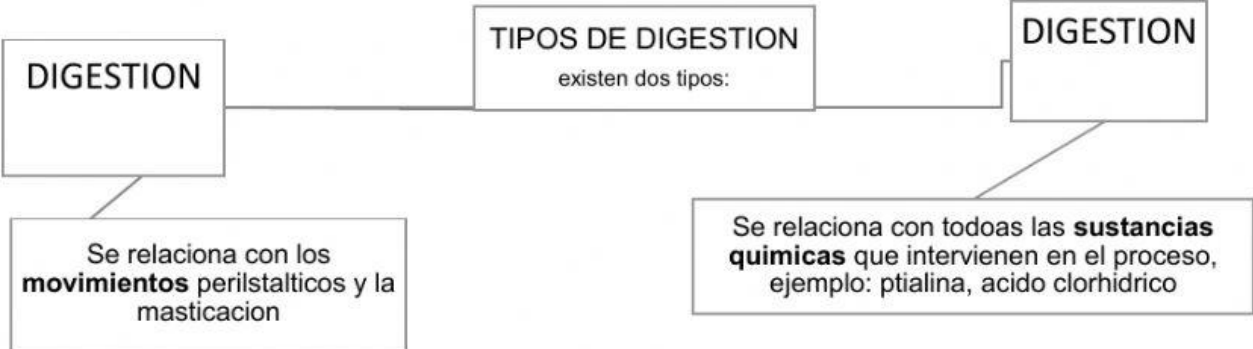 TIPOS DE DIGESTION
existen dos tipos:
DIGESTION
Se relaciona con los
movimientos perilstalticos y la
masticacion
DIGESTION
Se relaciona con todoas las sustancias
quimicas que intervienen en el proceso,
ejemplo: ptialina, acido clorhidrico